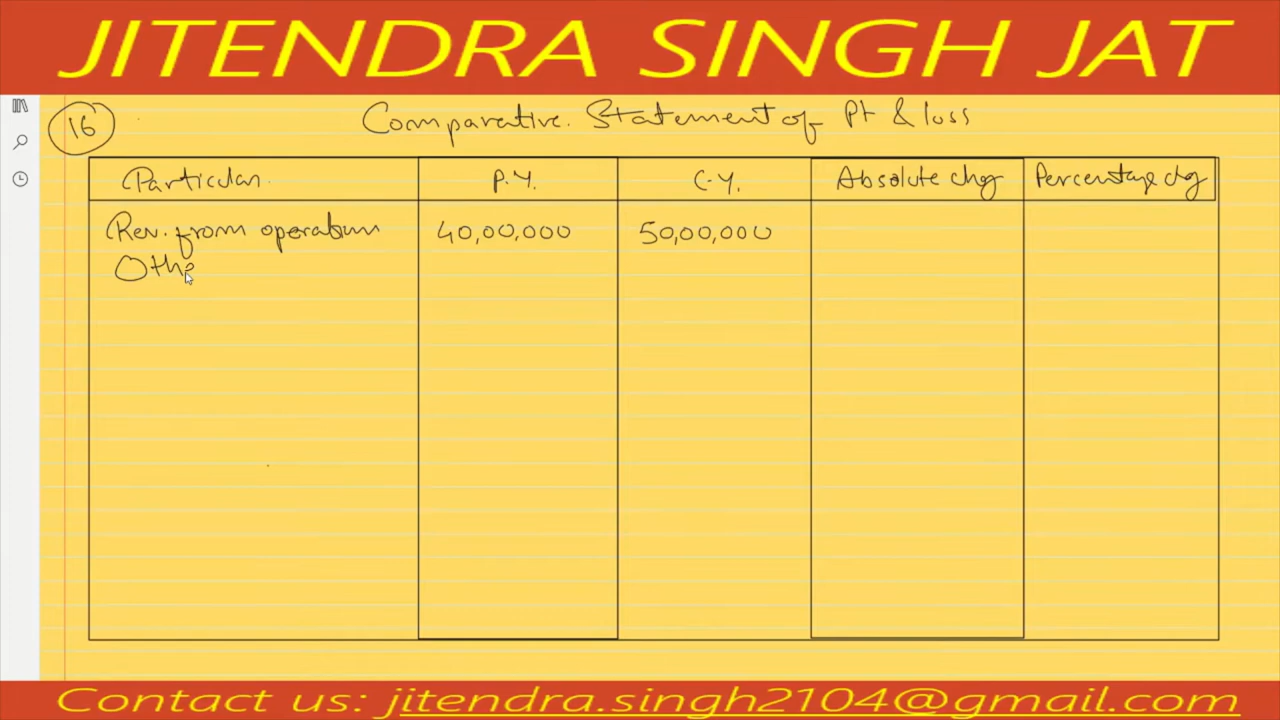 JITENDRA SINGH JAT
16
Comparative Statement of Pt & loss
Particular P.Y. C.Y. Absolute chg Percentage chg
Rev. from operation 40,00,000 50,00,000
Othe
Contact us: jitendra.singh2104@gmail.com